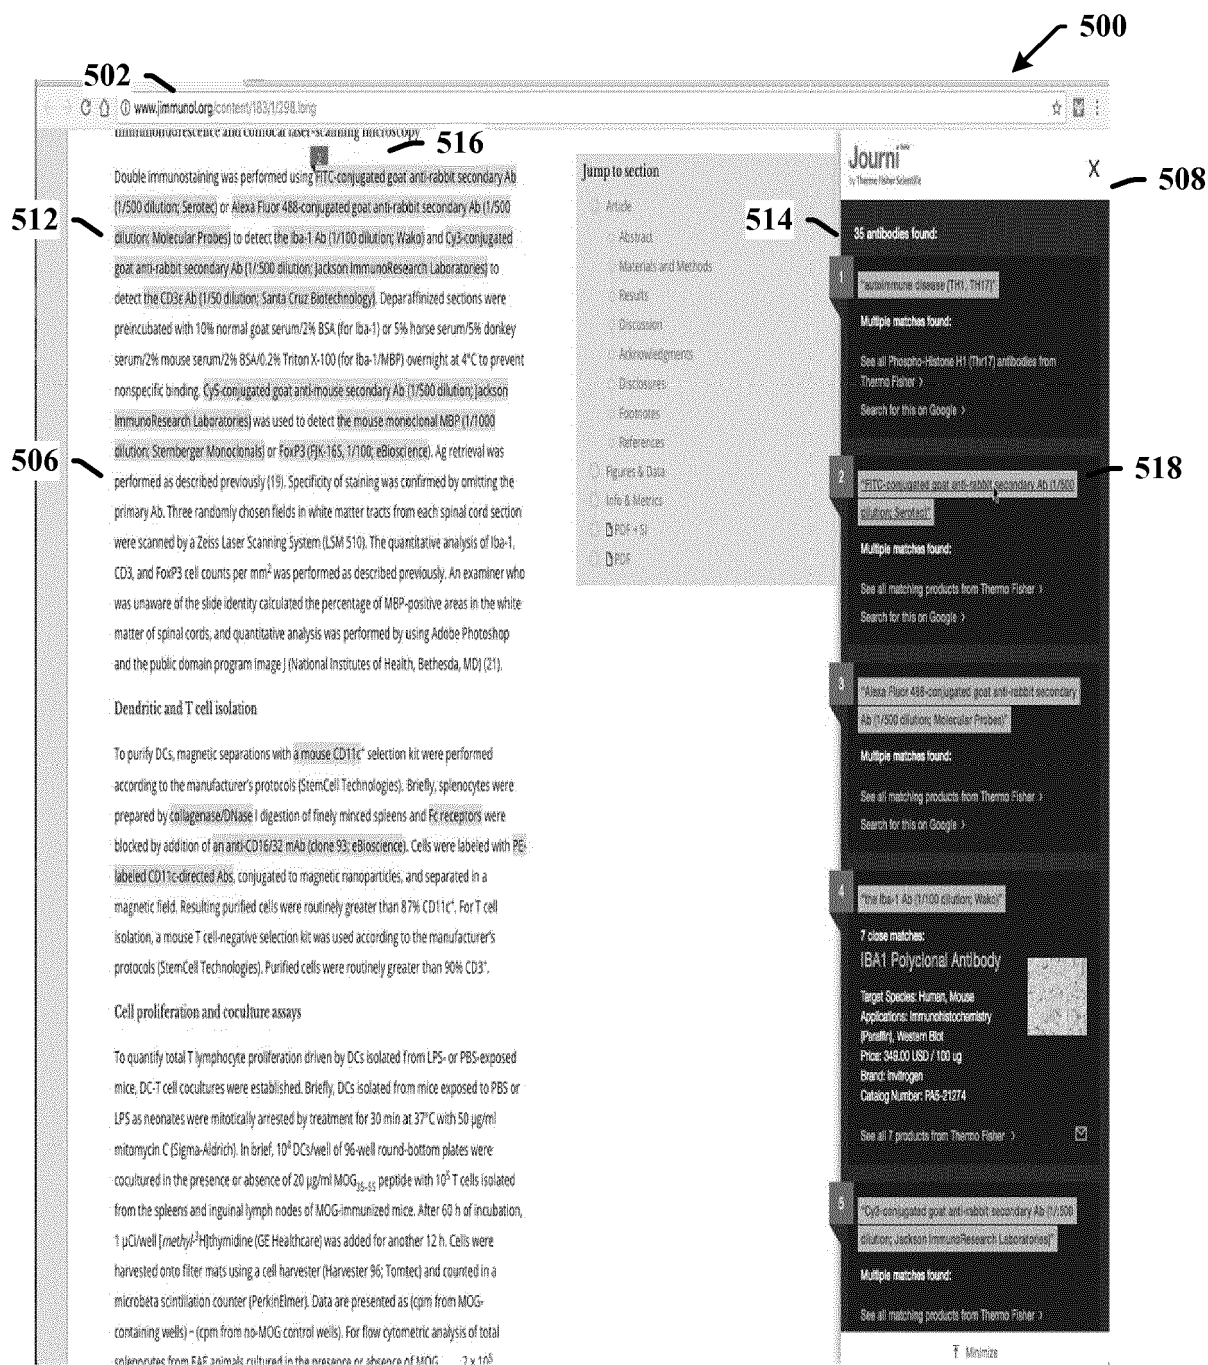 500
502
www.jimmunol.org/content/183/1/298.long
Immunofluorescence and confocal laser-scanning microscopy
516
Double immunostaining was performed using FITC-conjugated goat anti-rabbit secondary Ab
(1/500 dilution; Serotec) or Alexa Fluor 488-conjugated goat anti-rabbit secondary Ab (1/500
512
dilution; Molecular Probes) to detect the iba-1 Ab (1/100 dilution; Wako) and Cy3-conjugated
goat anti-rabbit secondary Ab (1/:500 dilution; Jackson ImmunoResearch Laboratories) to
detect the CD3ε Ab (1/50 dilution; Santa Cruz Biotechnology). Deparaffinized sections were
preincubated with 10% normal goat serum/2% BSA (for Iba-1) or 5% horse serum/5% donkey
serum/2% mouse serum/2% BSA/0.2% Triton X-100 (for Iba-1/MBP) overnight at 4°C to prevent
nonspecific binding. Cy5-conjugated goat anti-mouse secondary Ab (1/500 dilution; Jackson
ImmunoResearch Laboratories) was used to detect the mouse monoclonal MBP (1/1000
dilution; Sternberger Monoclonals) or FoxP3 (FJK-16S, 1/100; eBioscience). Ag retrieval was
506
performed as described previously (19). Specificity of staining was confirmed by omitting the
primary Ab. Three randomly chosen fields in white matter tracts from each spinal cord section
were scanned by a Zeiss Laser Scanning System (LSM 510). The quantitative analysis of Iba-1,
CD3, and FoxP3 cell counts per mm² was performed as described previously. An examiner who
was unaware of the slide identity calculated the percentage of MBP-positive areas in the white
matter of spinal cords, and quantitative analysis was performed by using Adobe Photoshop
and the public domain program image J (National Institutes of Health, Bethesda, MD) (21).
Dendritic and T cell isolation
To purify DCs, magnetic separations with a mouse CD11c⁺ selection kit were performed
according to the manufacturer's protocols (StemCell Technologies). Briefly, splenocytes were
prepared by collagenase/DNase I digestion of finely minced spleens and Fc receptors were
blocked by addition of an anti-CD16/32 mAb (clone 93; eBioscience). Cells were labeled with PE-
labeled CD11c-directed Abs, conjugated to magnetic nanoparticles, and separated in a
magnetic field. Resulting purified cells were routinely greater than 87% CD11c⁺. For T cell
isolation, a mouse T cell-negative selection kit was used according to the manufacturer's
protocols (StemCell Technologies). Purified cells were routinely greater than 90% CD3⁺.
Cell proliferation and coculture assays
To quantify total T lymphocyte proliferation driven by DCs isolated from LPS- or PBS-exposed
mice, DC-T cell cocultures were established. Briefly, DCs isolated from mice exposed to PBS or
LPS as neonates were mitotically arrested by treatment for 30 min at 37°C with 50 µg/ml
mitomycin C (Sigma-Aldrich). In brief, 10⁴ DCs/well of 96-well round-bottom plates were
cocultured in the presence or absence of 20 µg/ml MOG₃₅₋₅₅ peptide with 10⁵ T cells isolated
from the spleens and inguinal lymph nodes of MOG-immunized mice. After 60 h of incubation,
1 µCi/well [methyl-³H]thymidine (GE Healthcare) was added for another 12 h. Cells were
harvested onto filter mats using a cell harvester (Harvester 96; Tomtec) and counted in a
microbeta scintillation counter (PerkinElmer). Data are presented as (cpm from MOG-
containing wells) – (cpm from no-MOG control wells). For flow cytometric analysis of total
splenocytes from EAE animals cultured in the presence or absence of MOG 2 x 10⁵
Jump to section
Article
Abstract
Materials and Methods
Results
Discussion
Acknowledgments
Disclosures
Footnotes
References
Figures & Data
Info & Metrics
PDF + SI
PDF
Journi
by Thermo Fisher Scientific
X
508
514
35 antibodies found:
1
"autoimmune disease (TH1, TH17)"
Multiple matches found:
See all Phospho-Histone H1 (Thr17) antibodies from
Thermo Fisher >
Search for this on Google >
518
2
"FITC-conjugated goat anti-rabbit secondary Ab (1/500
dilution; Serotec)"
Multiple matches found:
See all matching products from Thermo Fisher >
Search for this on Google >
3
"Alexa Fluor 488-conjugated goat anti-rabbit secondary
Ab (1/500 dilution; Molecular Probes)"
Multiple matches found:
See all matching products from Thermo Fisher >
Search for this on Google >
4
"the Iba-1 Ab (1/100 dilution; Wako)"
7 close matches:
IBA1 Polyclonal Antibody
Target Species: Human, Mouse
Applications: Immunohistochemistry
(Paraffin), Western Blot
Price: 349.00 USD / 100 ug
Brand: Invitrogen
Catalog Number: PA5-21274
See all 7 products from Thermo Fisher >
5
"Cy3-conjugated goat anti-rabbit secondary Ab (1/:500
dilution; Jackson ImmunoResearch Laboratories)"
Multiple matches found:
See all matching products from Thermo Fisher >
Minimize